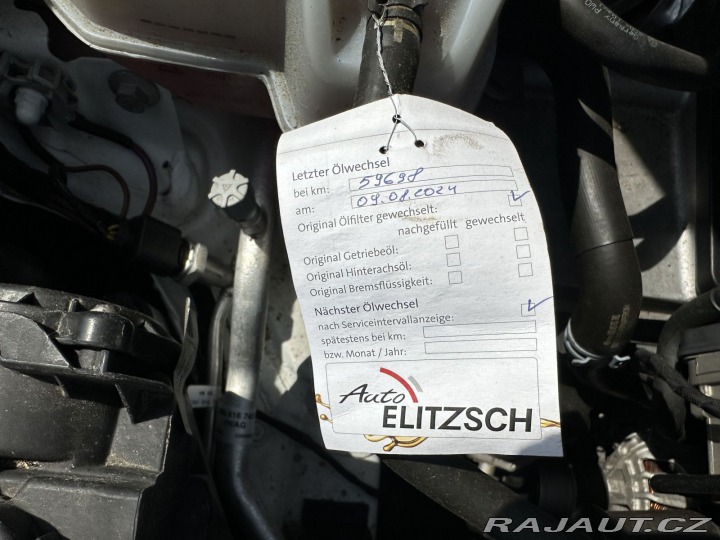 Letzter Ölwechsel
bei km: 59698
am: 09.08.2024
Original Ölfilter gewechselt:
nachgefüllt gewechselt
Original Getriebeöl:
Original Hinterachsöl:
Original Bremsflüssigkeit:
Nächster Ölwechsel
nach Serviceintervallanzeige:
spätestens bei km:
bzw. Monat / Jahr:
Auto
ELITZSCH
RAJAUT.CZ